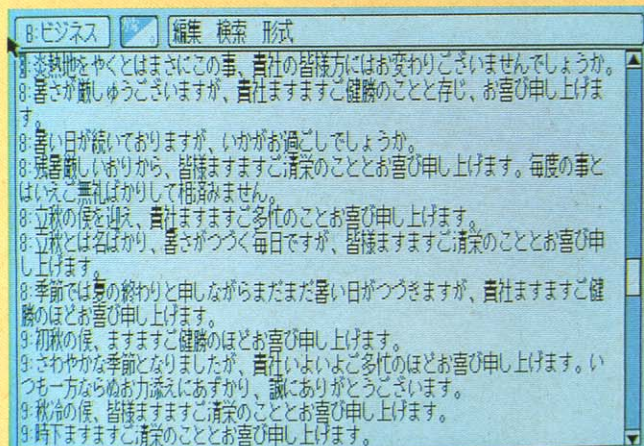 B:ビジネス 編集 検索 形式
8:炎熱地をやくとはまさにこの事、貴社の皆様方にはお変わりございませんでしょうか。
8:暑さが厳しゅうございますが、貴社ますますご健勝のことと存じ、お喜び申し上げま
す。
8:暑い日が続いておりますが、いかがお過ごしでしょうか。
8:残暑厳しいおりから、皆様ますますご清栄のこととお喜び申し上げます。毎度の事と
はいえご無礼ばかりして相済みません。
8:立秋の候を迎え、貴社ますますご多忙のことお喜び申し上げます。
8:立秋とは名ばかり、暑さがつづく毎日ですが、皆様ますますご清栄のこととお喜び申
し上げます。
8:季節では夏の終わりと申しながらまだまだ暑い日がつづきますが、貴社ますますご健
勝のほどお喜び申し上げます。
9:初秋の候、ますますご健勝のほどお喜び申し上げます。
9:さわやかな季節となりましたが、貴社いよいよご多忙のほどお喜び申し上げます。い
つも一方ならぬお力添えにあずかり、誠にありがとうございます。
9:秋冷の候、皆様ますますご清栄のこととお喜び申し上げます。
9:時下ますますご清栄のこととお喜び申し上げます。